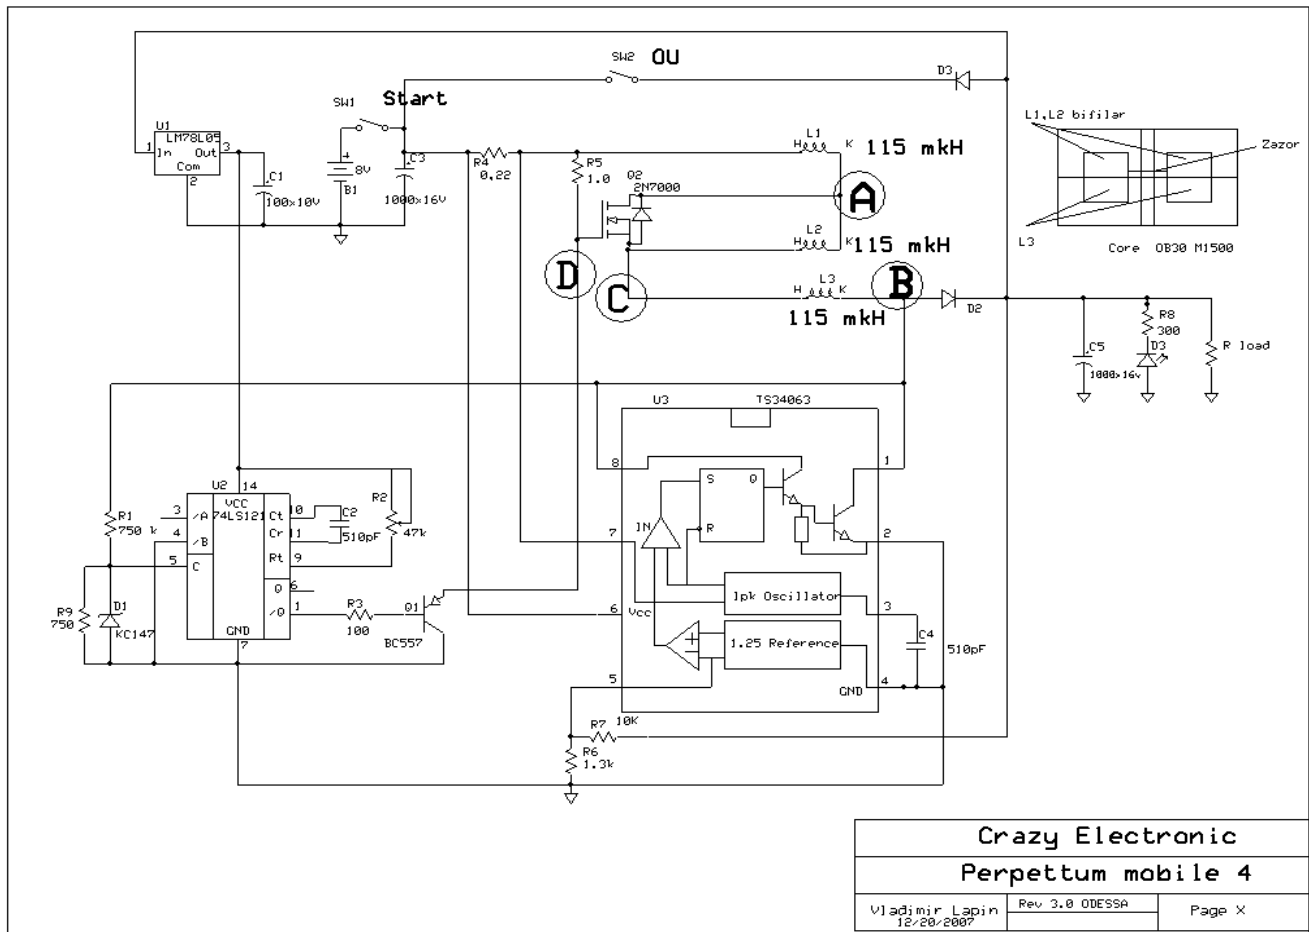 SW2 OU
D3
SW1 Start
U1
LM78L05
1 In Out 3
Com
2
C1
100x10V
+
8V
B1
C3
1000x16V
R4
0.22
R5
1.0
Q2
2N7000
L1
H K 115 mkH
A
L2
H K 115 mkH
D
C
L3
H K
115 mkH
B
D2
L1,L2 bifilar
Zazor
L3
Core OB30 M1500
R8
300
D3
C5
1000x16v
R load
U3 TS34063
8
1
S Q
R
IN
7
2
Ipk Oscillator
3
6 Vcc
1.25 Reference
C4
510pF
5
4
GND
R7 10K
R6
1.3k
U2 14
VCC
74LS121
3 /A
4 /B
5 C
Ct 10
Cr 11
Rt 9
Q 6
/Q 1
GND
7
C2
510pF
R2
47k
R1
750 k
R9
750
D1
KC147
R3
100
Q1
BC557
Crazy Electronic
Perpettum mobile 4
Vladimir Lapin
12/20/2007
Rev 3.0 ODESSA
Page X